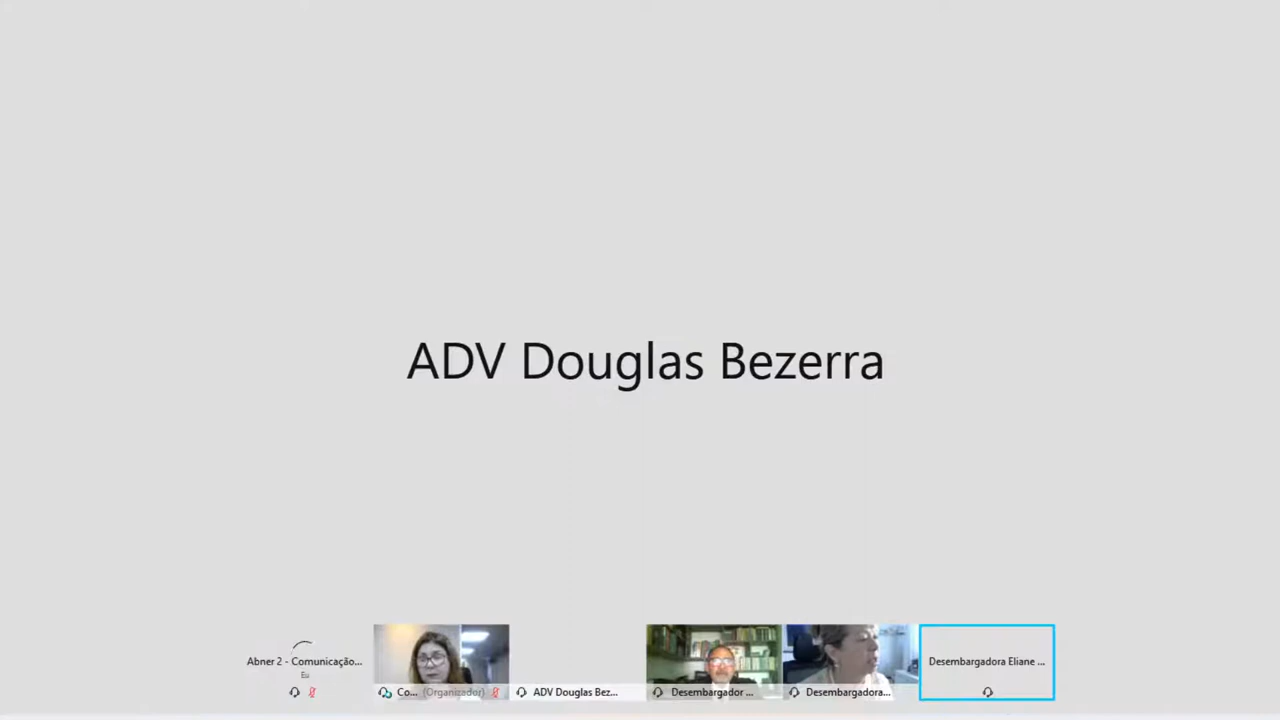 ADV Douglas Bezerra
Abner 2 - Comunicação...
Eu
Co... (Organizador)
ADV Douglas Bez...
Desembargador ...
Desembargadora...
Desembargadora Eliane ...